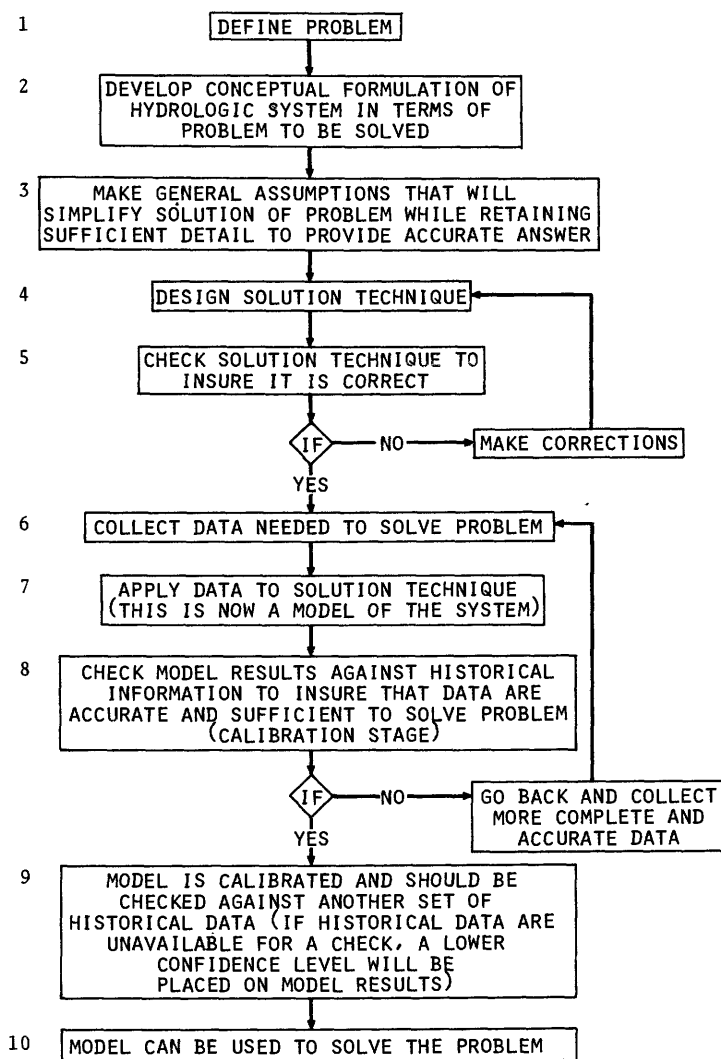 1
DEFINE PROBLEM
2
DEVELOP CONCEPTUAL FORMULATION OF
HYDROLOGIC SYSTEM IN TERMS OF
PROBLEM TO BE SOLVED
3
MAKE GENERAL ASSUMPTIONS THAT WILL
SIMPLIFY SOLUTION OF PROBLEM WHILE RETAINING
SUFFICIENT DETAIL TO PROVIDE ACCURATE ANSWER
4
DESIGN SOLUTION TECHNIQUE
5
CHECK SOLUTION TECHNIQUE TO
INSURE IT IS CORRECT
IF
NO
MAKE CORRECTIONS
YES
6
COLLECT DATA NEEDED TO SOLVE PROBLEM
7
APPLY DATA TO SOLUTION TECHNIQUE
(THIS IS NOW A MODEL OF THE SYSTEM)
8
CHECK MODEL RESULTS AGAINST HISTORICAL
INFORMATION TO INSURE THAT DATA ARE
ACCURATE AND SUFFICIENT TO SOLVE PROBLEM
(CALIBRATION STAGE)
IF
NO
GO BACK AND COLLECT
MORE COMPLETE AND
ACCURATE DATA
YES
9
MODEL IS CALIBRATED AND SHOULD BE
CHECKED AGAINST ANOTHER SET OF
HISTORICAL DATA (IF HISTORICAL DATA ARE
UNAVAILABLE FOR A CHECK, A LOWER
CONFIDENCE LEVEL WILL BE
PLACED ON MODEL RESULTS)
10
MODEL CAN BE USED TO SOLVE THE PROBLEM